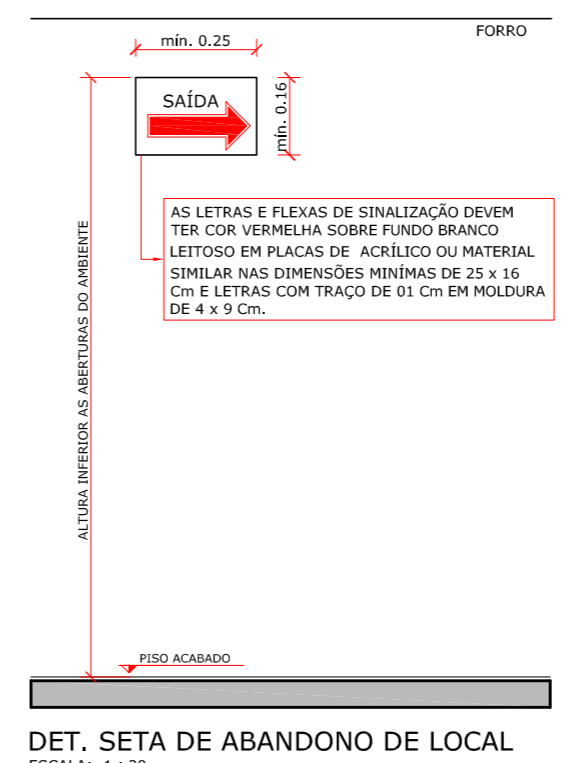 FORRO
mín. 0.25
SAÍDA
mín. 0.16
AS LETRAS E FLEXAS DE SINALIZAÇÃO DEVEM
TER COR VERMELHA SOBRE FUNDO BRANCO
LEITOSO EM PLACAS DE ACRÍLICO OU MATERIAL
SIMILAR NAS DIMENSÕES MINÍMAS DE 25 x 16
Cm E LETRAS COM TRAÇO DE 01 Cm EM MOLDURA
DE 4 x 9 Cm.
ALTURA INFERIOR AS ABERTURAS DO AMBIENTE
PISO ACABADO
DET. SETA DE ABANDONO DE LOCAL